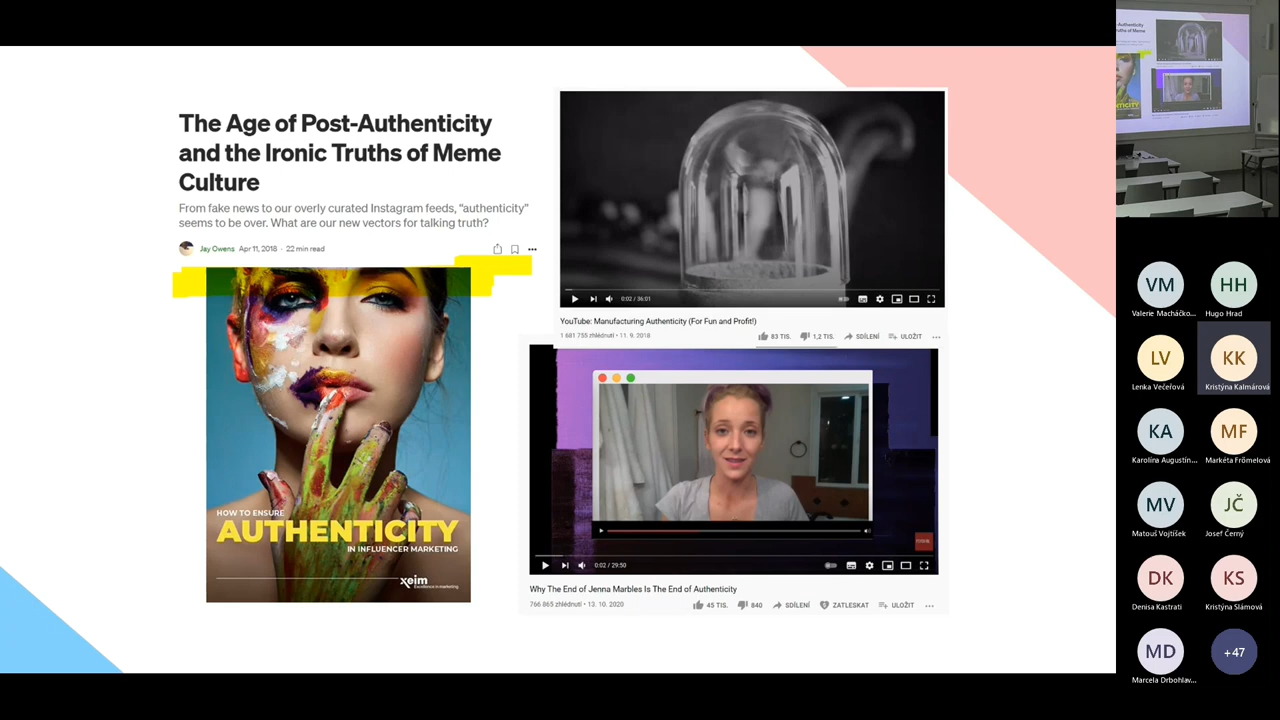 The Age of Post-Authenticity
and the Ironic Truths of Meme
Culture
From fake news to our overly curated Instagram feeds, “authenticity”
seems to be over. What are our new vectors for talking truth?
Jay Owens Apr 11, 2018 · 22 min read
HOW TO ENSURE
AUTHENTICITY
IN INFLUENCER MARKETING
xeim
Excellence in marketing
0:02 / 36:01
YouTube: Manufacturing Authenticity (For Fun and Profit!)
1 681 755 zhlédnutí • 11. 9. 2018
83 TIS. 1,2 TIS. SDÍLENÍ ULOŽIT
0:02 / 29:50
Why The End of Jenna Marbles Is The End of Authenticity
766 865 zhlédnutí • 13. 10. 2020
45 TIS. 840 SDÍLENÍ ZATLESKAT ULOŽIT
VM HH
Valerie Macháčko... Hugo Hrad
LV KK
Lenka Večeřová Kristýna Kalmárová
KA MF
Karolína Augustín... Markéta Frömelová
MV JČ
Matouš Vojtíšek Josef Černý
DK KS
Denisa Kastrati Kristýna Slámová
MD +47
Marcela Drbohlav...